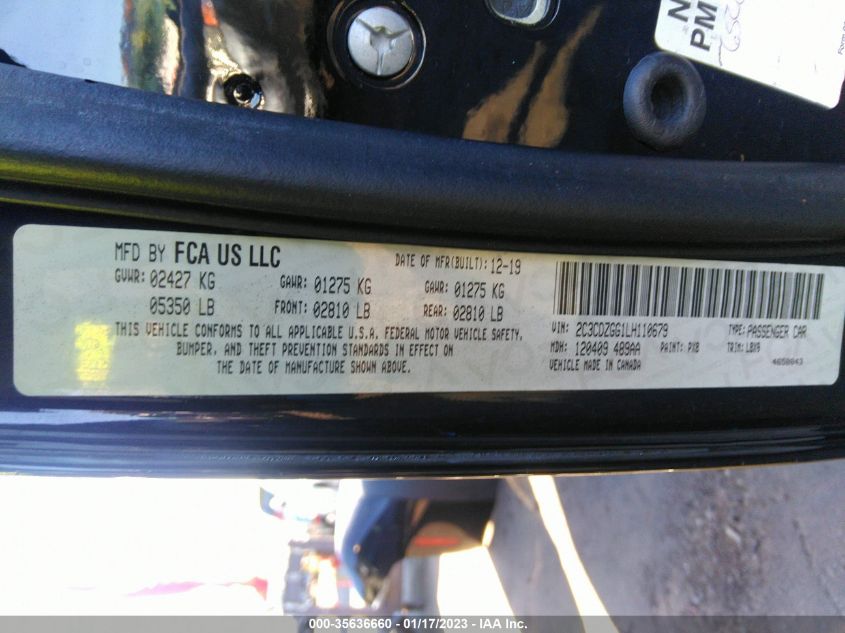 N
PM
MFD BY FCA US LLC
DATE OF MFR(BUILT): 12-19
GVWR: 02427 KG
GAWR: 01275 KG
GAWR: 01275 KG
05350 LB
FRONT: 02810 LB
REAR: 02810 LB
THIS VEHICLE CONFORMS TO ALL APPLICABLE U.S.A. FEDERAL MOTOR VEHICLE SAFETY,
BUMPER, AND THEFT PREVENTION STANDARDS IN EFFECT ON
THE DATE OF MANUFACTURE SHOWN ABOVE.
VIN: 2C3CDZGG1LH110679
TYPE: PASSENGER CAR
MDH: 120409 489AA
PAINT: PX8
TRIM: LBX9
VEHICLE MADE IN CANADA
000-35636660 - 01/17/2023 - IAA Inc.